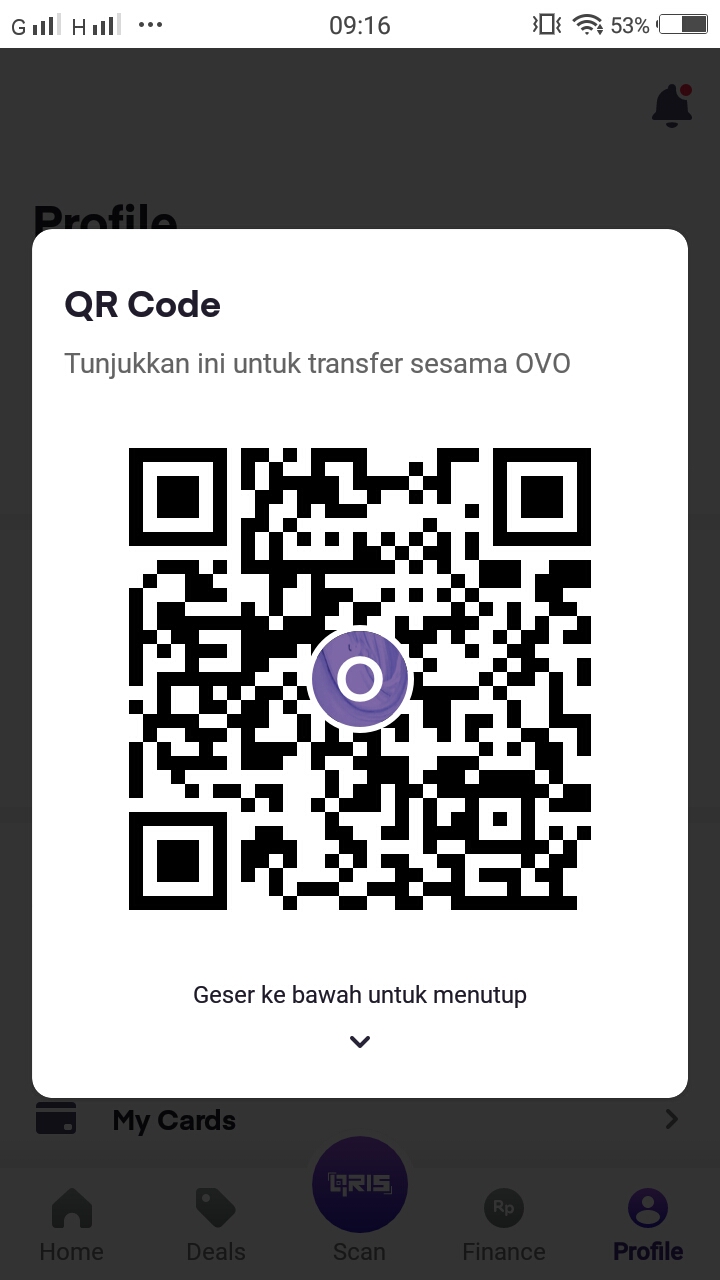 G H 09:16 53%
Profile
QR Code
Tunjukkan ini untuk transfer sesama OVO
Geser ke bawah untuk menutup
My Cards
QRIS
Rp
Home Deals Scan Finance Profile